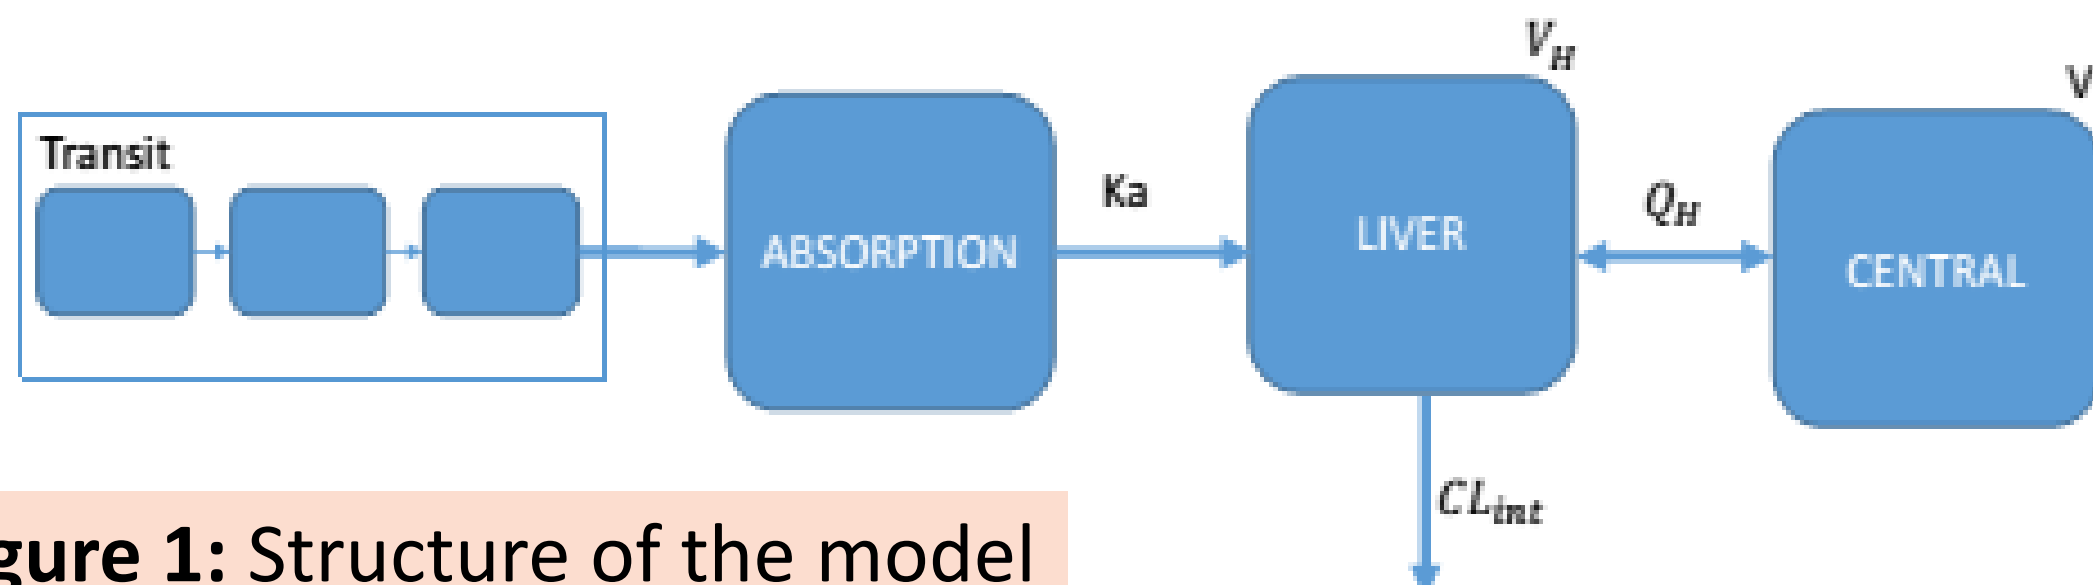 V_H
V
Transit
Ka
Q_H
ABSORPTION
LIVER
CENTRAL
CL_int
gure 1: Structure of the model